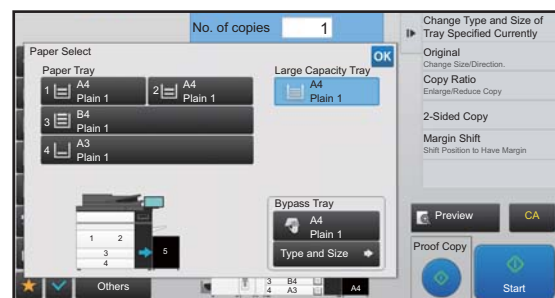 No. of copies 1
Paper Select
OK
Paper Tray
1 A4
Plain 1
2 A4
Plain 1
3 B4
Plain 1
4 A3
Plain 1
Large Capacity Tray
A4
Plain 1
1 2
3
4
5
Bypass Tray
A4
Plain 1
Type and Size
Others
3 B4
4 A3
A4
Change Type and Size of
Tray Specified Currently
Original
Change Size/Direction.
Copy Ratio
Enlarge/Reduce Copy
2-Sided Copy
Margin Shift
Shift Position to Have Margin
Preview
CA
Proof Copy
Start